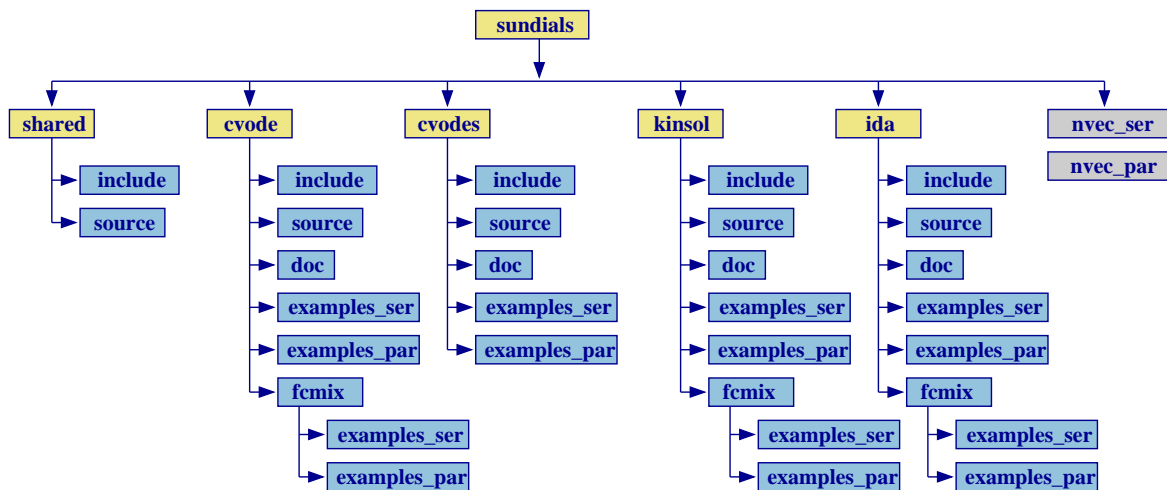 sundials
shared
cvode
cvodes
kinsol
ida
nvec_ser
nvec_par
include
source
include
source
doc
examples_ser
examples_par
fcmix
examples_ser
examples_par
include
source
doc
examples_ser
examples_par
include
source
doc
examples_ser
examples_par
fcmix
examples_ser
examples_par
include
source
doc
examples_ser
examples_par
fcmix
examples_ser
examples_par